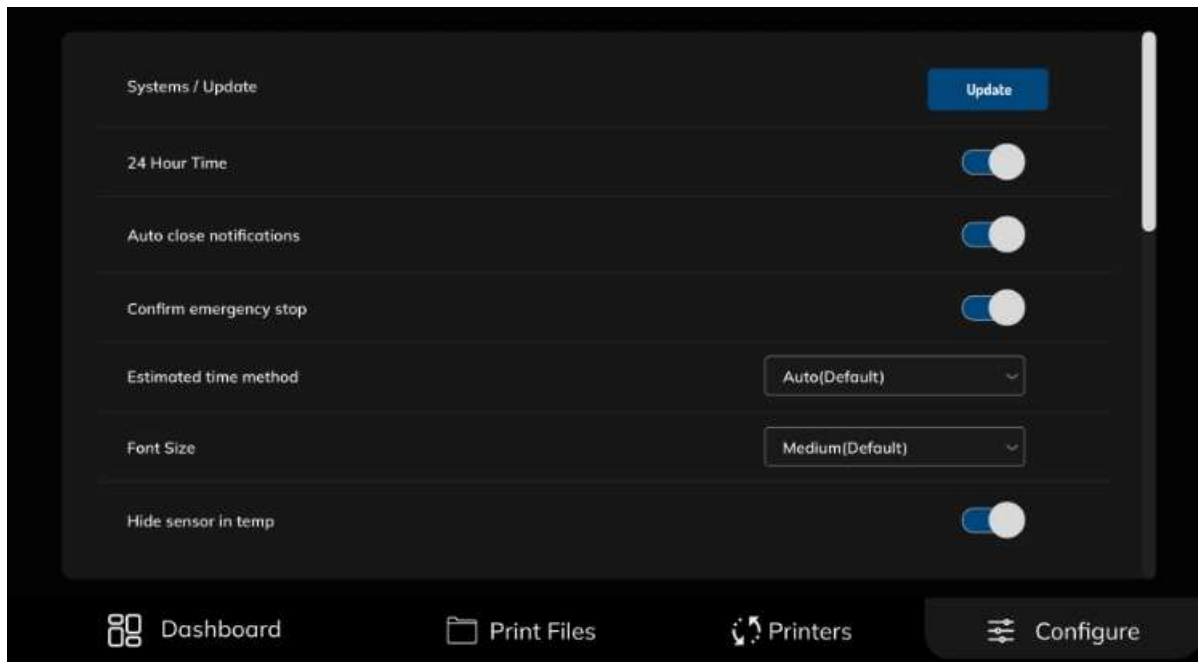 Systems / Update
Update
24 Hour Time
Auto close notifications
Confirm emergency stop
Estimated time method
Auto(Default)
Font Size
Medium(Default)
Hide sensor in temp
Dashboard
Print Files
Printers
Configure